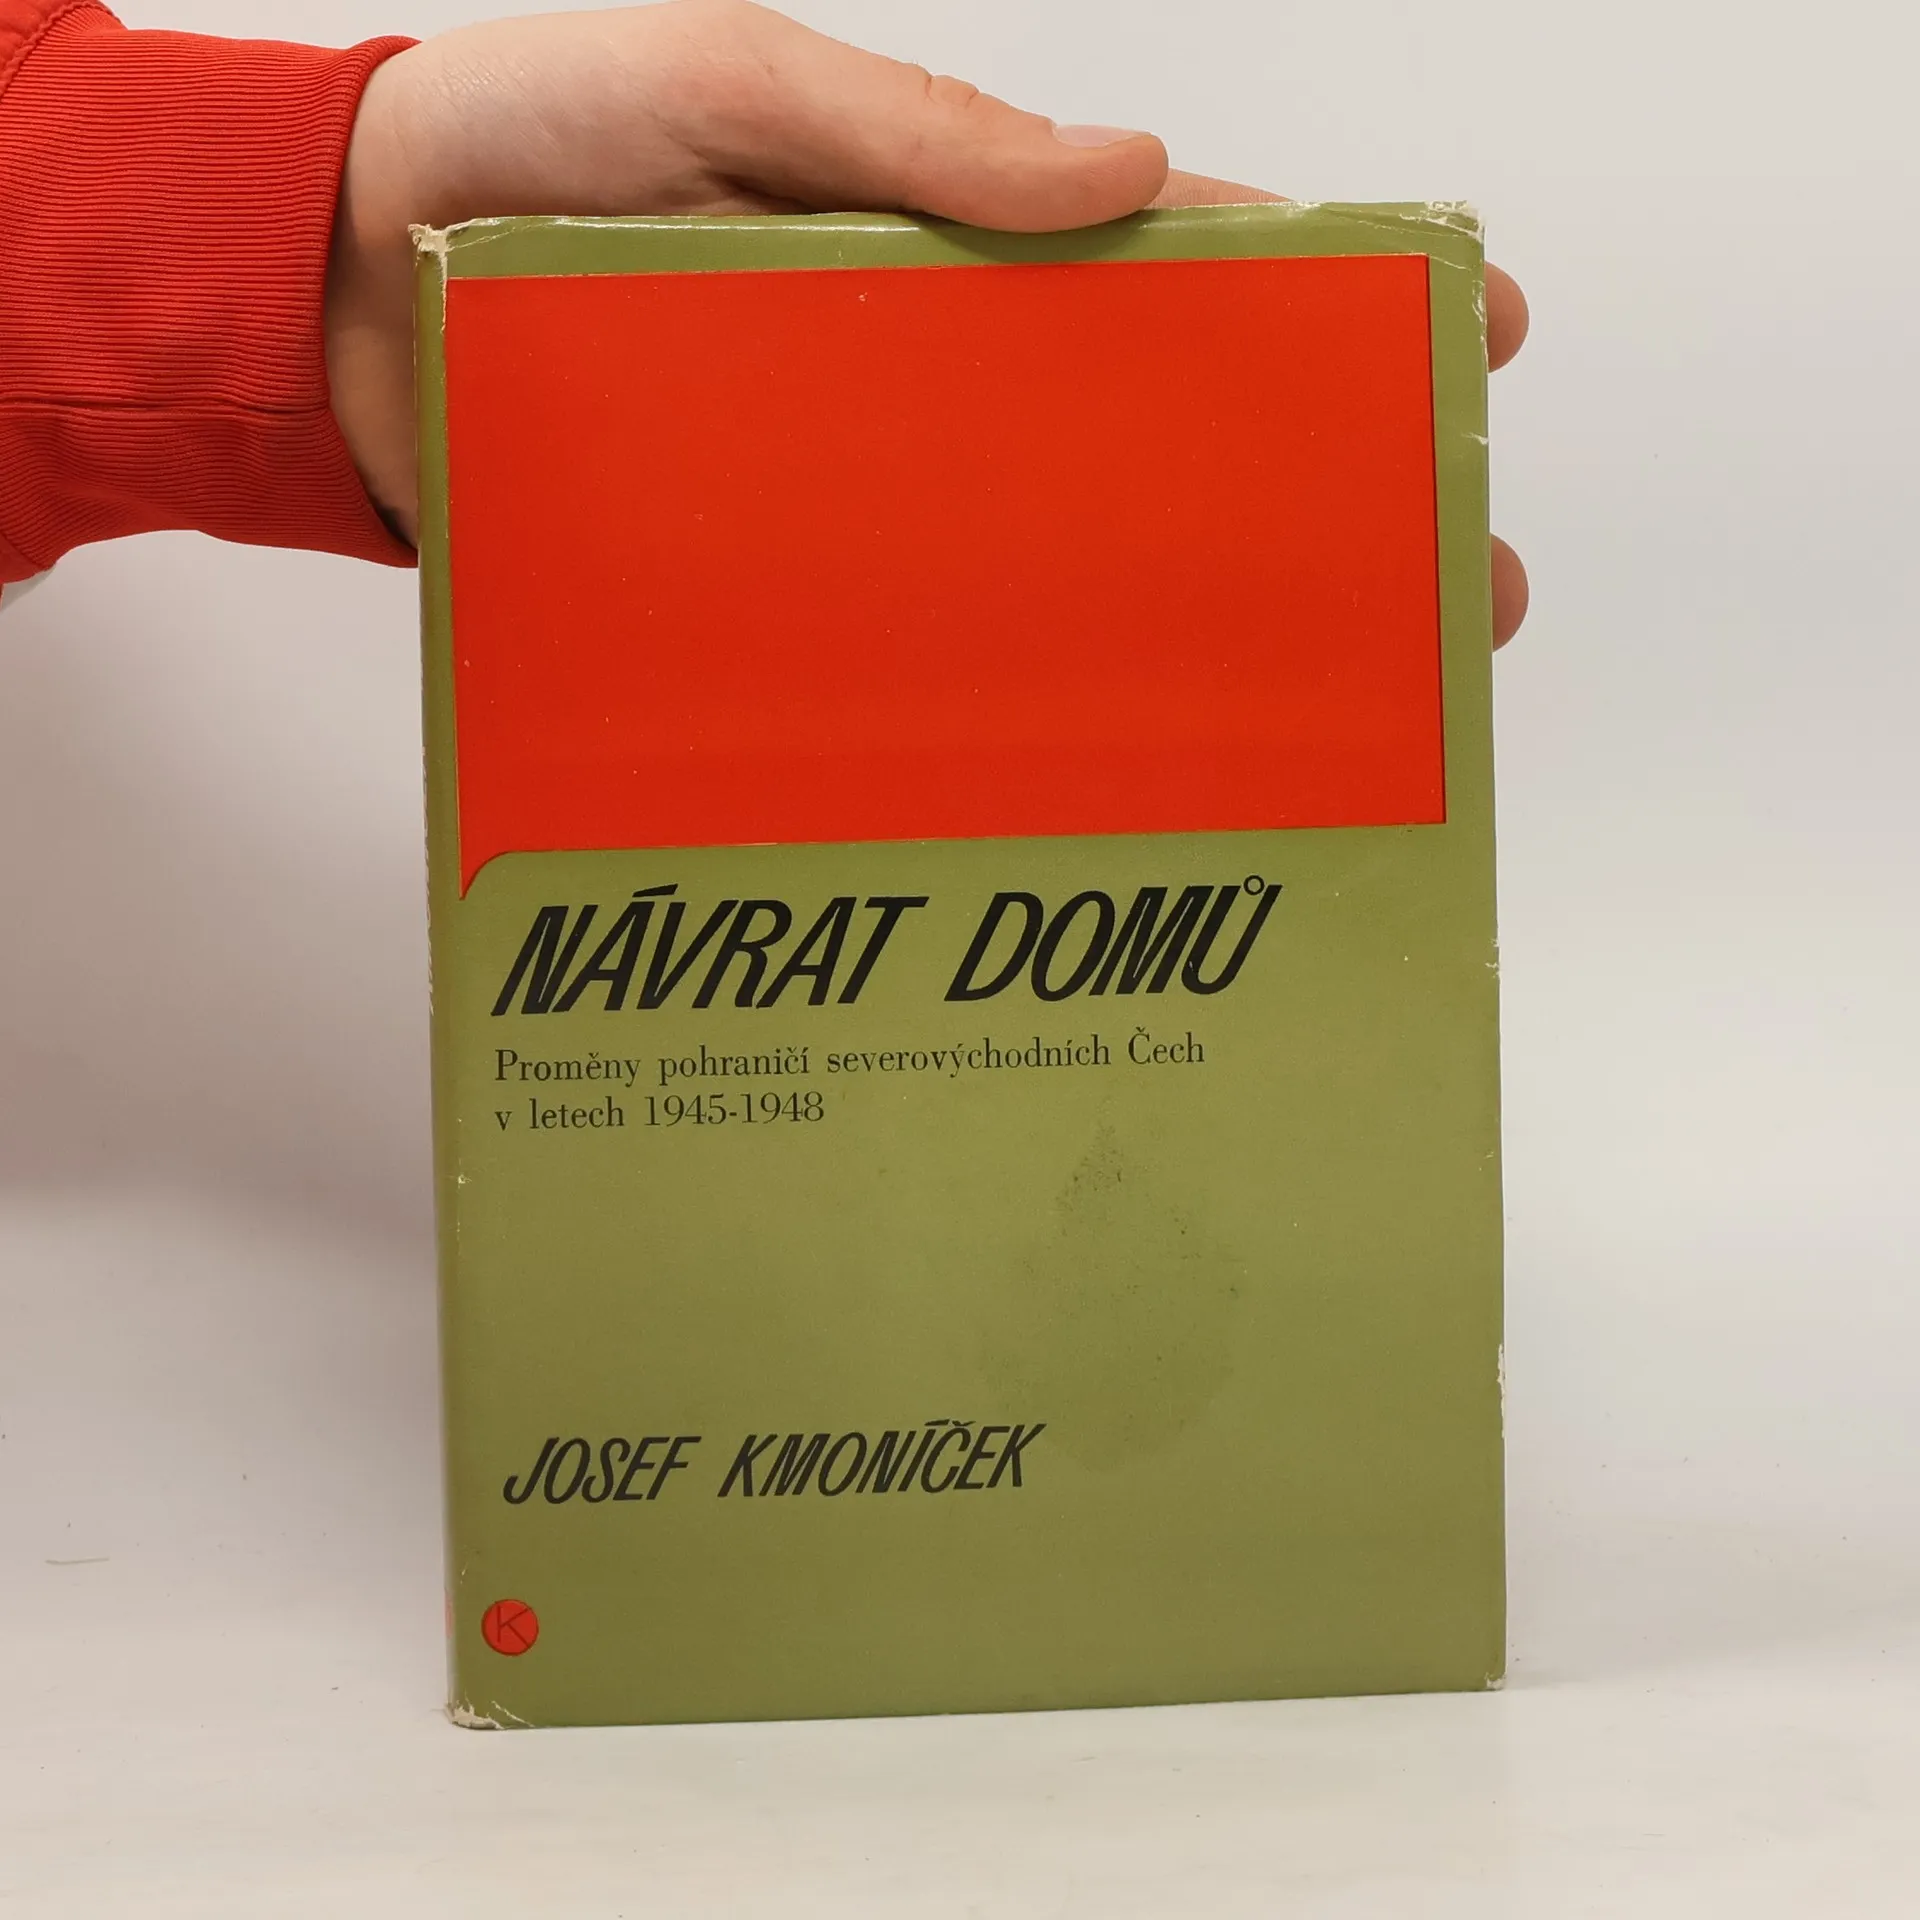 NÁVRAT DOMŮ
Proměny pohraničí severovýchodních Čech
v letech 1945-1948
JOSEF KMONÍČEK
K